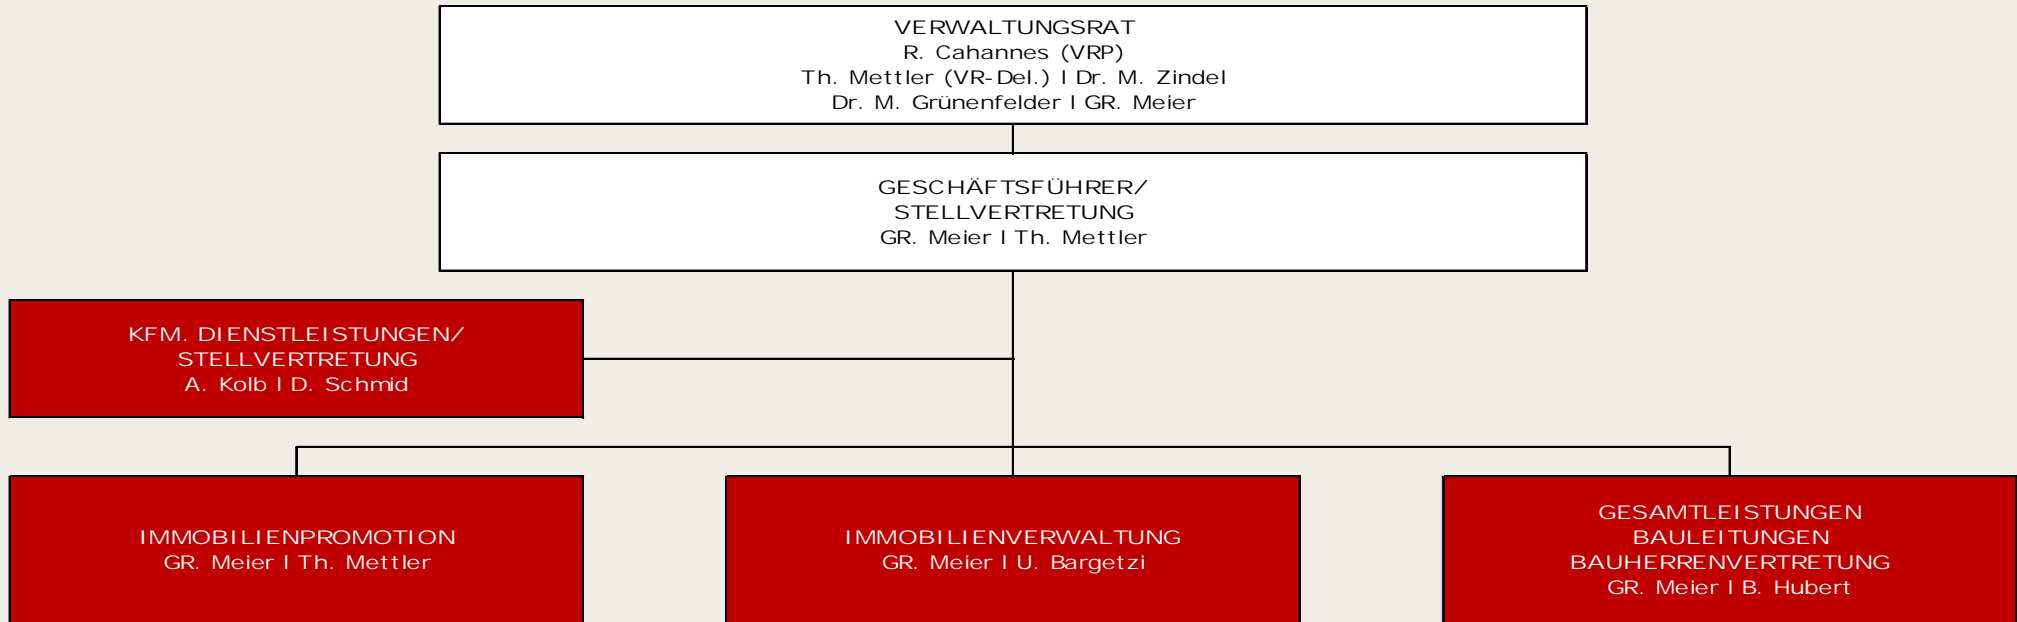 VERWALTUNGSRAT
R. Cahannes (VRP)
Th. Mettler (VR-Del.) I Dr. M. Zindel
Dr. M. Grünenfelder I GR. Meier
GESCHÄFTSFÜHRER/
STELLVERTRETUNG
GR. Meier I Th. Mettler
KFM. DIENSTLEISTUNGEN/
STELLVERTRETUNG
A. Kolb I D. Schmid
IMMOBILIENPROMOTION
GR. Meier I Th. Mettler
IMMOBILIENVERWALTUNG
GR. Meier I U. Bargetzi
GESAMTLEISTUNGEN
BAULEITUNGEN
BAUHERRENVERTRETUNG
GR. Meier I B. Hubert